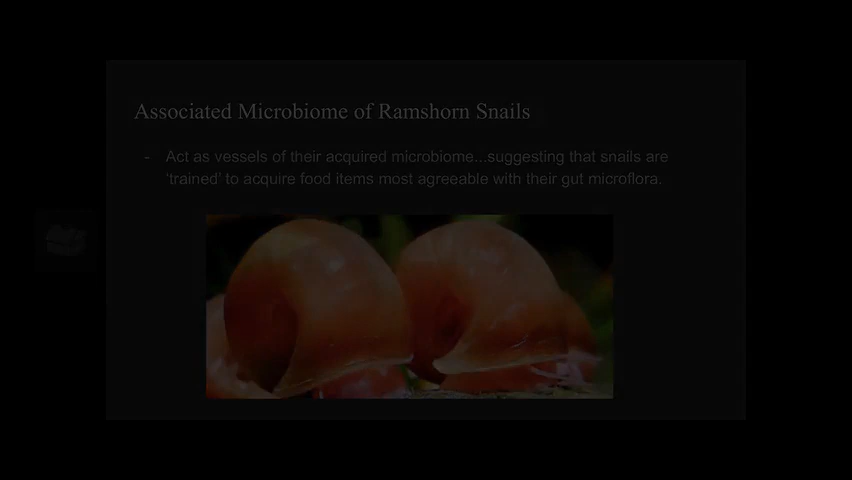 Associated Microbiome of Ramshorn Snails
- Act as vessels of their acquired microbiome...suggesting that snails are
‘trained’ to acquire food items most agreeable with their gut microflora.